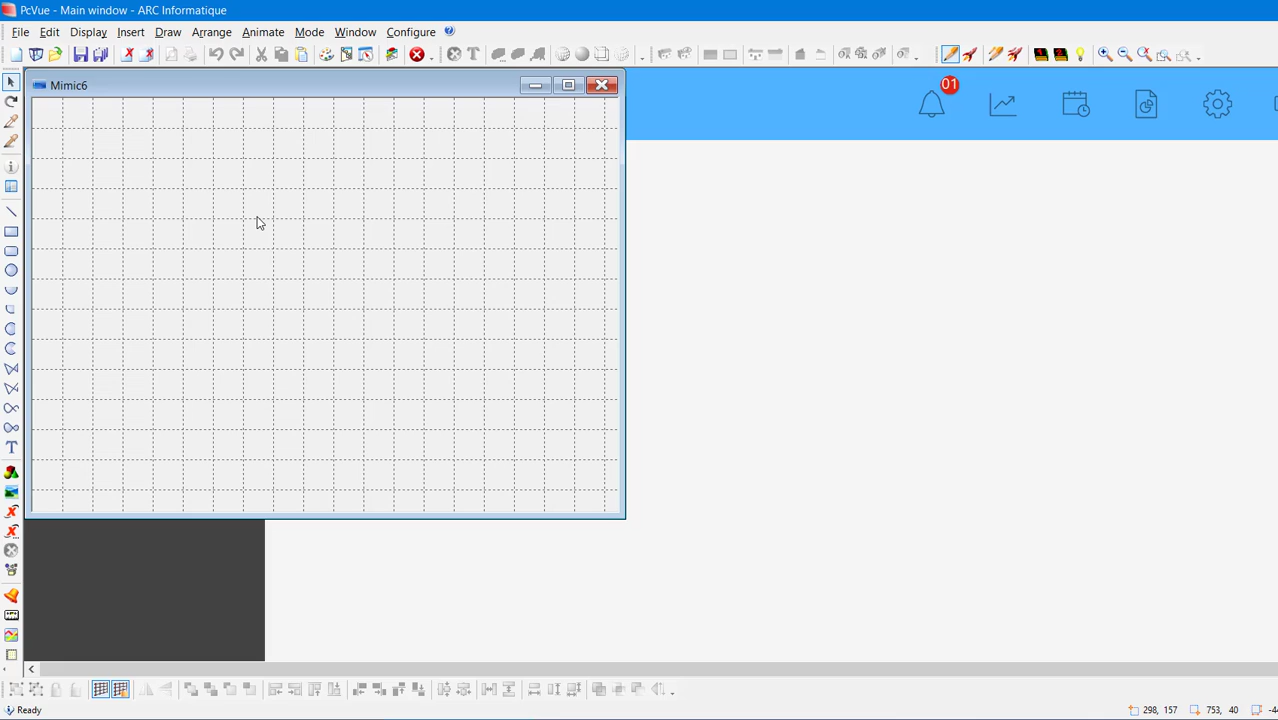 PcVue - Main window - ARC Informatique
File Edit Display Insert Draw Arrange Animate Mode Window Configure
Mimic6
01
T
Ready
298, 157
753, 40